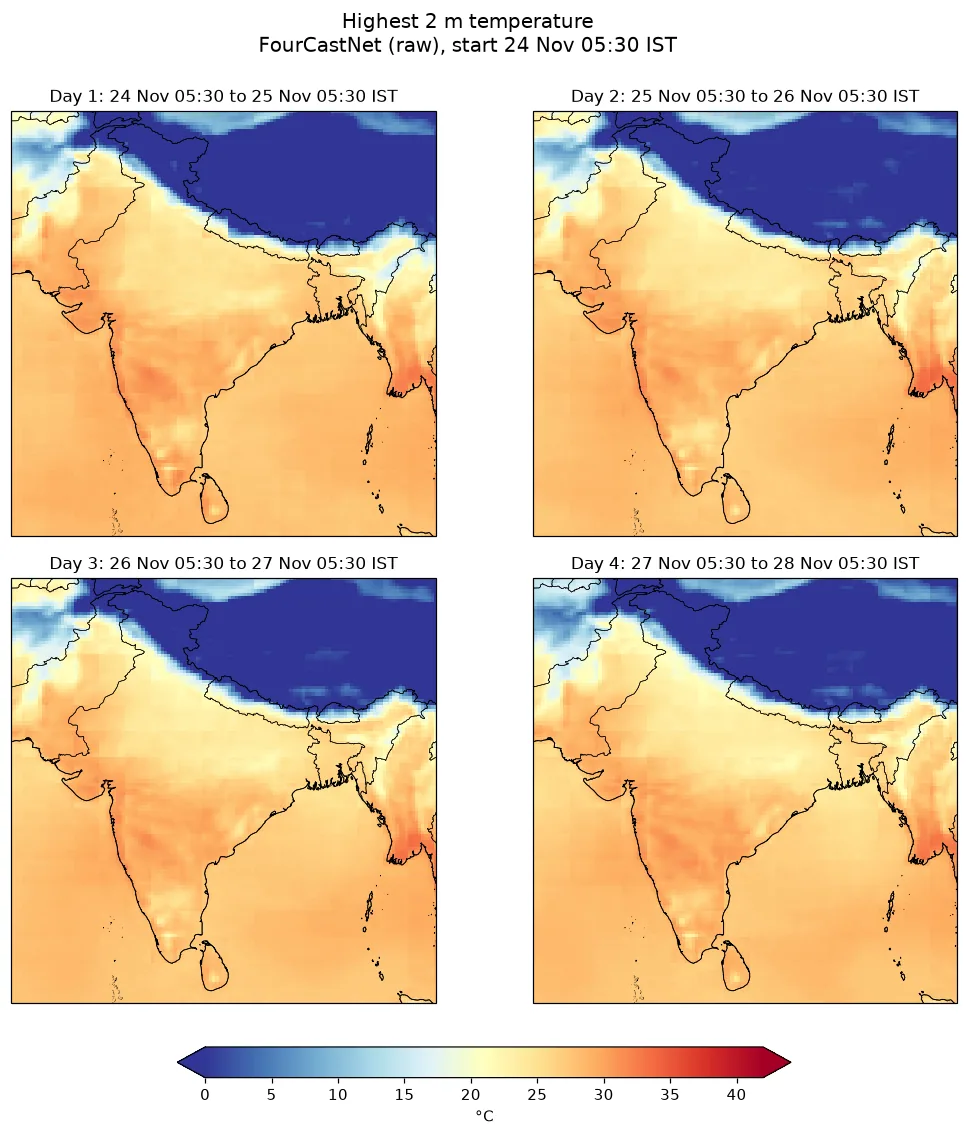 Highest 2 m temperature
FourCastNet (raw), start 24 Nov 05:30 IST
Day 1: 24 Nov 05:30 to 25 Nov 05:30 IST
Day 2: 25 Nov 05:30 to 26 Nov 05:30 IST
Day 3: 26 Nov 05:30 to 27 Nov 05:30 IST
Day 4: 27 Nov 05:30 to 28 Nov 05:30 IST
0 5 10 15 20 25 30 35 40
°C